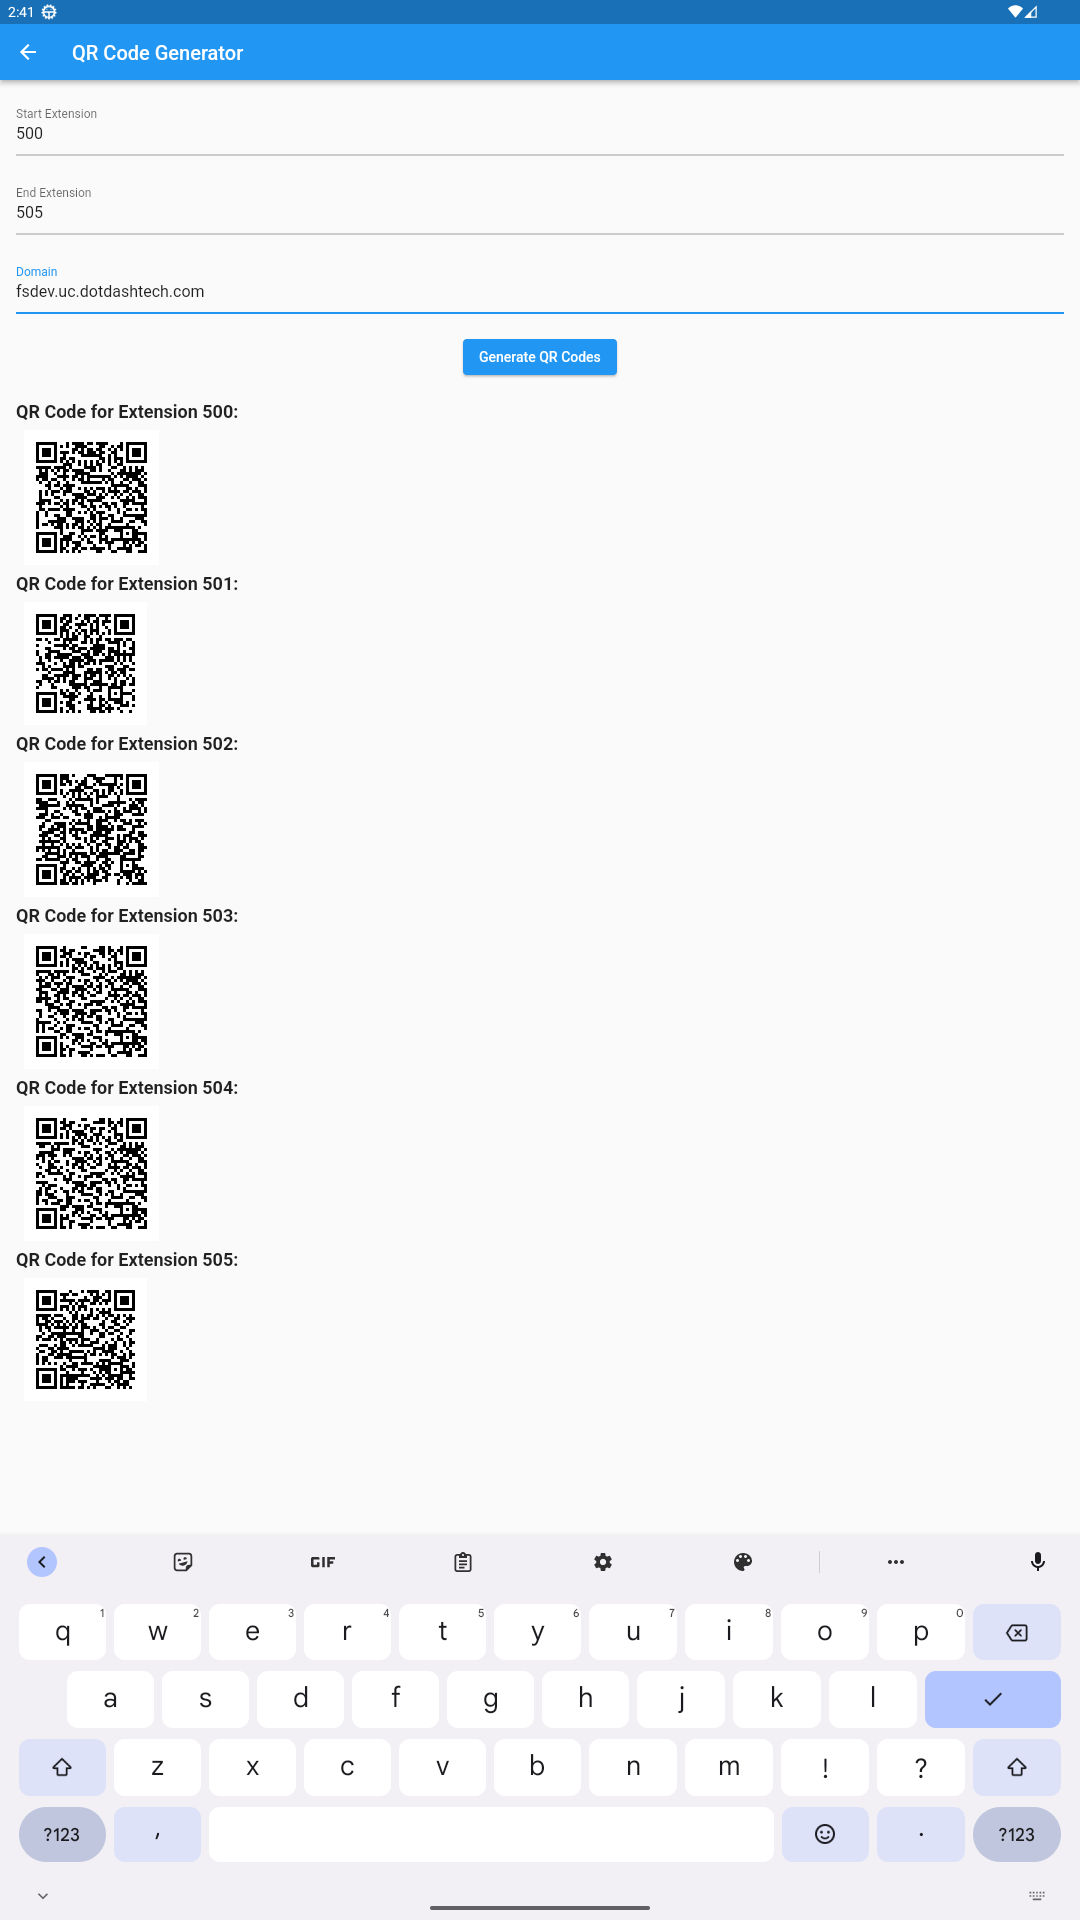 2:41
QR Code Generator
Start Extension
500
End Extension
505
Domain
fsdev.uc.dotdashtech.com
Generate QR Codes
QR Code for Extension 500:
QR Code for Extension 501:
QR Code for Extension 502:
QR Code for Extension 503:
QR Code for Extension 504:
QR Code for Extension 505:
GIF
q 1 w 2 e 3 r 4 t 5 y 6 u 7 i 8 o 9 p 0
a s d f g h j k l
z x c v b n m ! ?
?123 , . ?123